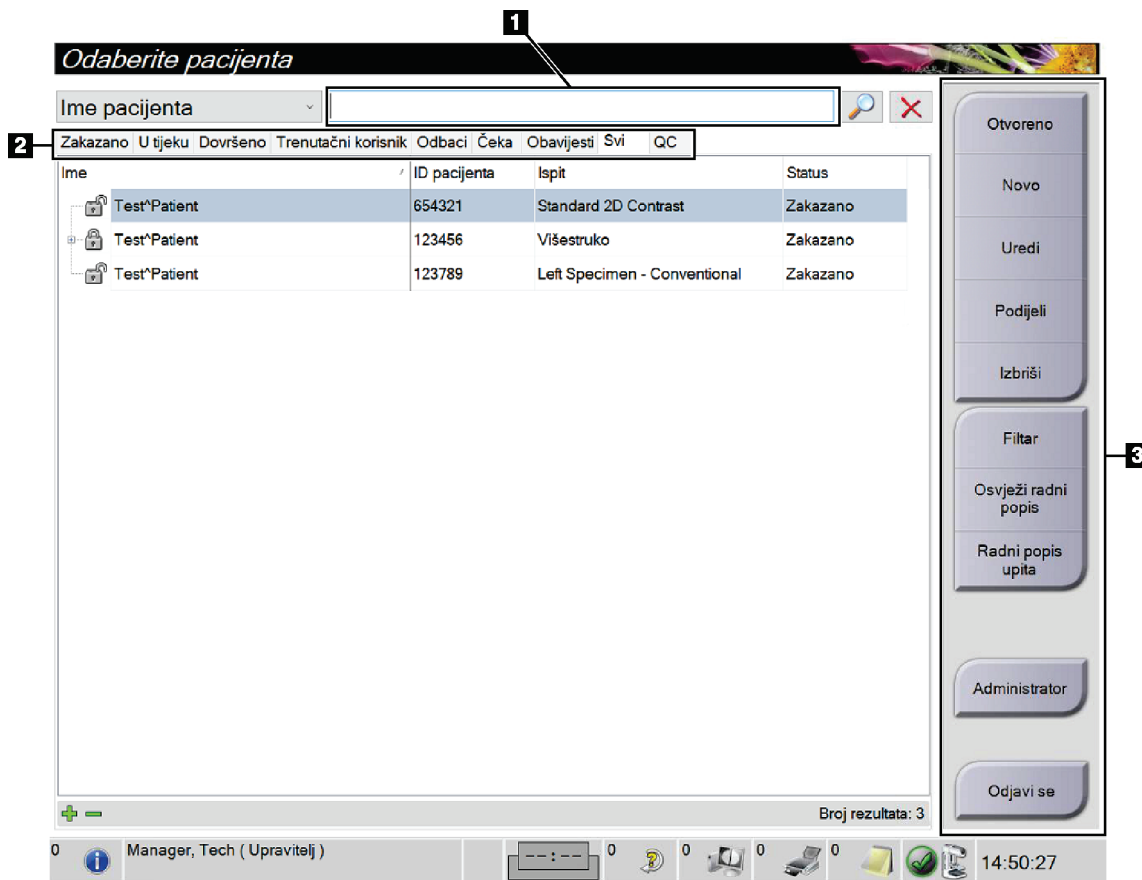 1
Odaberite pacijenta
Ime pacijenta
2
Zakazano U tijeku Dovršeno Trenutačni korisnik Odbaci Čeka Obavijesti Svi QC
Ime / ID pacijenta Ispit Status
Test^Patient 654321 Standard 2D Contrast Zakazano
Test^Patient 123456 Višestruko Zakazano
Test^Patient 123789 Left Specimen - Conventional Zakazano
Otvoreno
Novo
Uredi
Podijeli
Izbriši
Filtar
3
Osvježi radni
popis
Radni popis
upita
Administrator
Odjavi se
Broj rezultata: 3
0 Manager, Tech ( Upravitelj ) --:-- 0 0 0 0 14:50:27